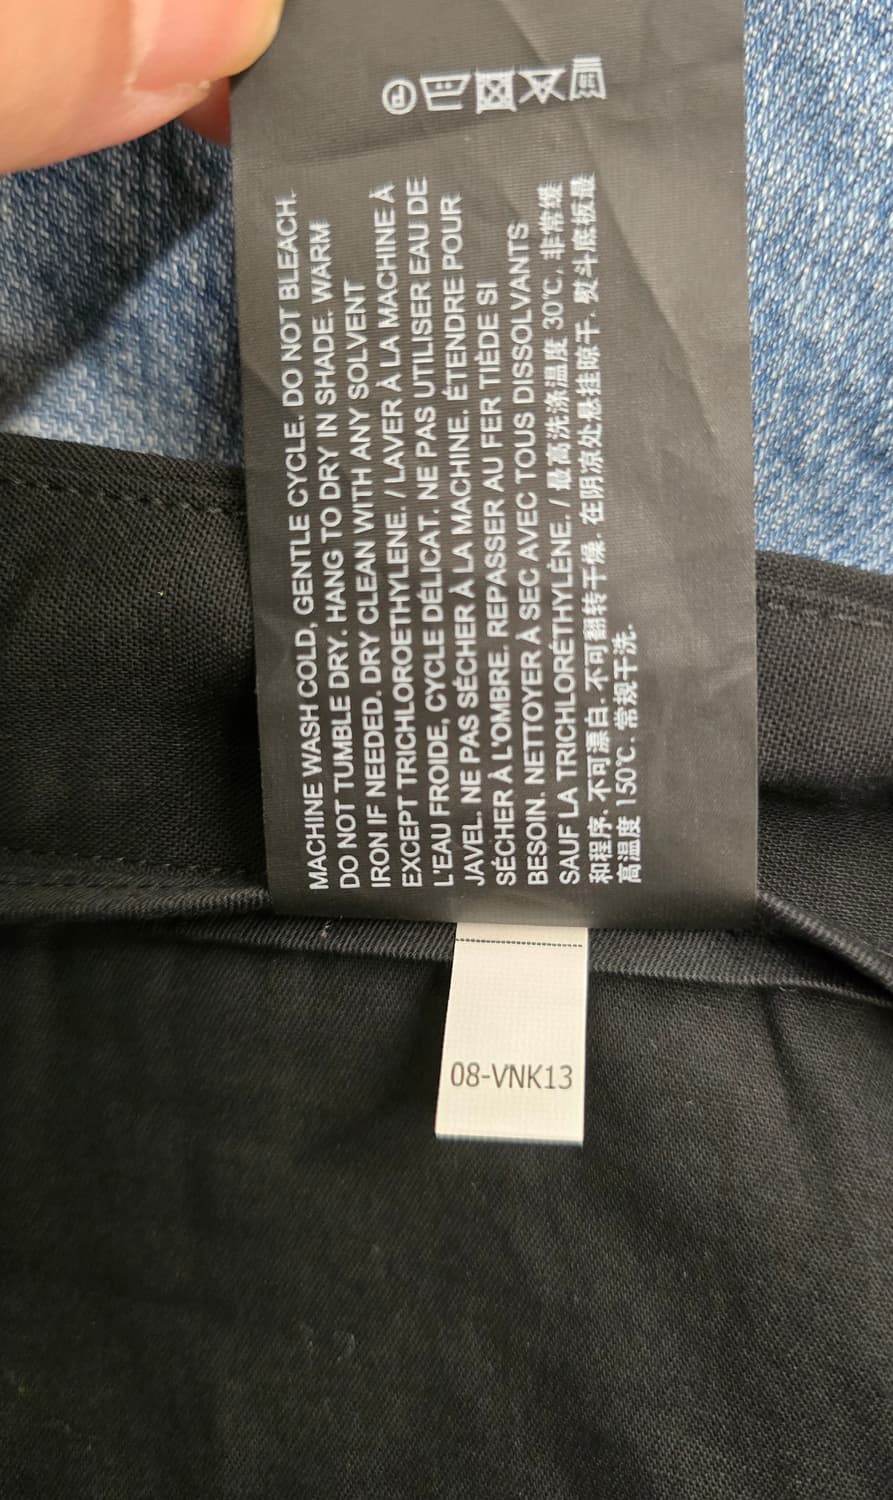 MACHINE WASH COLD, GENTLE CYCLE. DO NOT BLEACH.
DO NOT TUMBLE DRY. HANG TO DRY IN SHADE. WARM
IRON IF NEEDED. DRY CLEAN WITH ANY SOLVENT
EXCEPT TRICHLOROETHYLENE. / LAVER À LA MACHINE À
L'EAU FROIDE, CYCLE DÉLICAT. NE PAS UTILISER EAU DE
JAVEL. NE PAS SÉCHER À LA MACHINE. ÉTENDRE POUR
SÉCHER À L'OMBRE. REPASSER AU FER TIÈDE SI
BESOIN. NETTOYER À SEC AVEC TOUS DISSOLVANTS
SAUF LA TRICHLORÉTHYLÈNE. / 最高洗涤温度 30℃, 非常缓
和程序. 不可漂白. 不可翻转干燥. 在阴凉处悬挂晾干. 熨斗底板最
高温度 150℃. 常规干洗.
08-VNK13